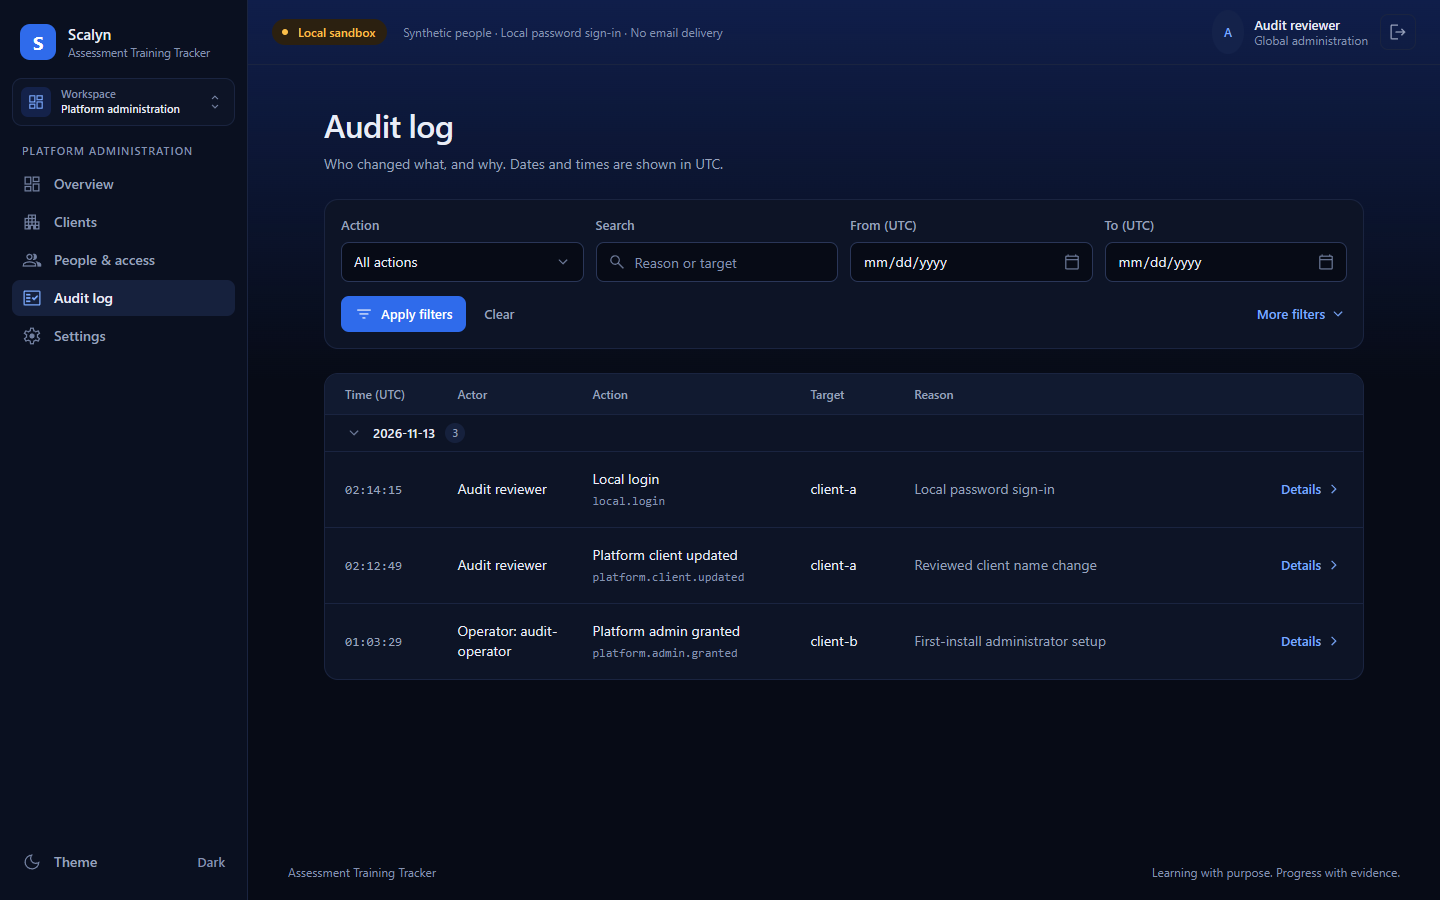 S
Scalyn
Assessment Training Tracker
Workspace
Platform administration
PLATFORM ADMINISTRATION
Overview
Clients
People & access
Audit log
Settings
Theme
Dark
Local sandbox
Synthetic people · Local password sign-in · No email delivery
A
Audit reviewer
Global administration
Audit log
Who changed what, and why. Dates and times are shown in UTC.
Action
Search
From (UTC)
To (UTC)
All actions
Reason or target
mm/dd/yyyy
mm/dd/yyyy
Apply filters
Clear
More filters
Time (UTC)
Actor
Action
Target
Reason
2026-11-13
3
02:14:15
Audit reviewer
Local login
local.login
client-a
Local password sign-in
Details
02:12:49
Audit reviewer
Platform client updated
platform.client.updated
client-a
Reviewed client name change
Details
01:03:29
Operator: audit-
operator
Platform admin granted
platform.admin.granted
client-b
First-install administrator setup
Details
Assessment Training Tracker
Learning with purpose. Progress with evidence.